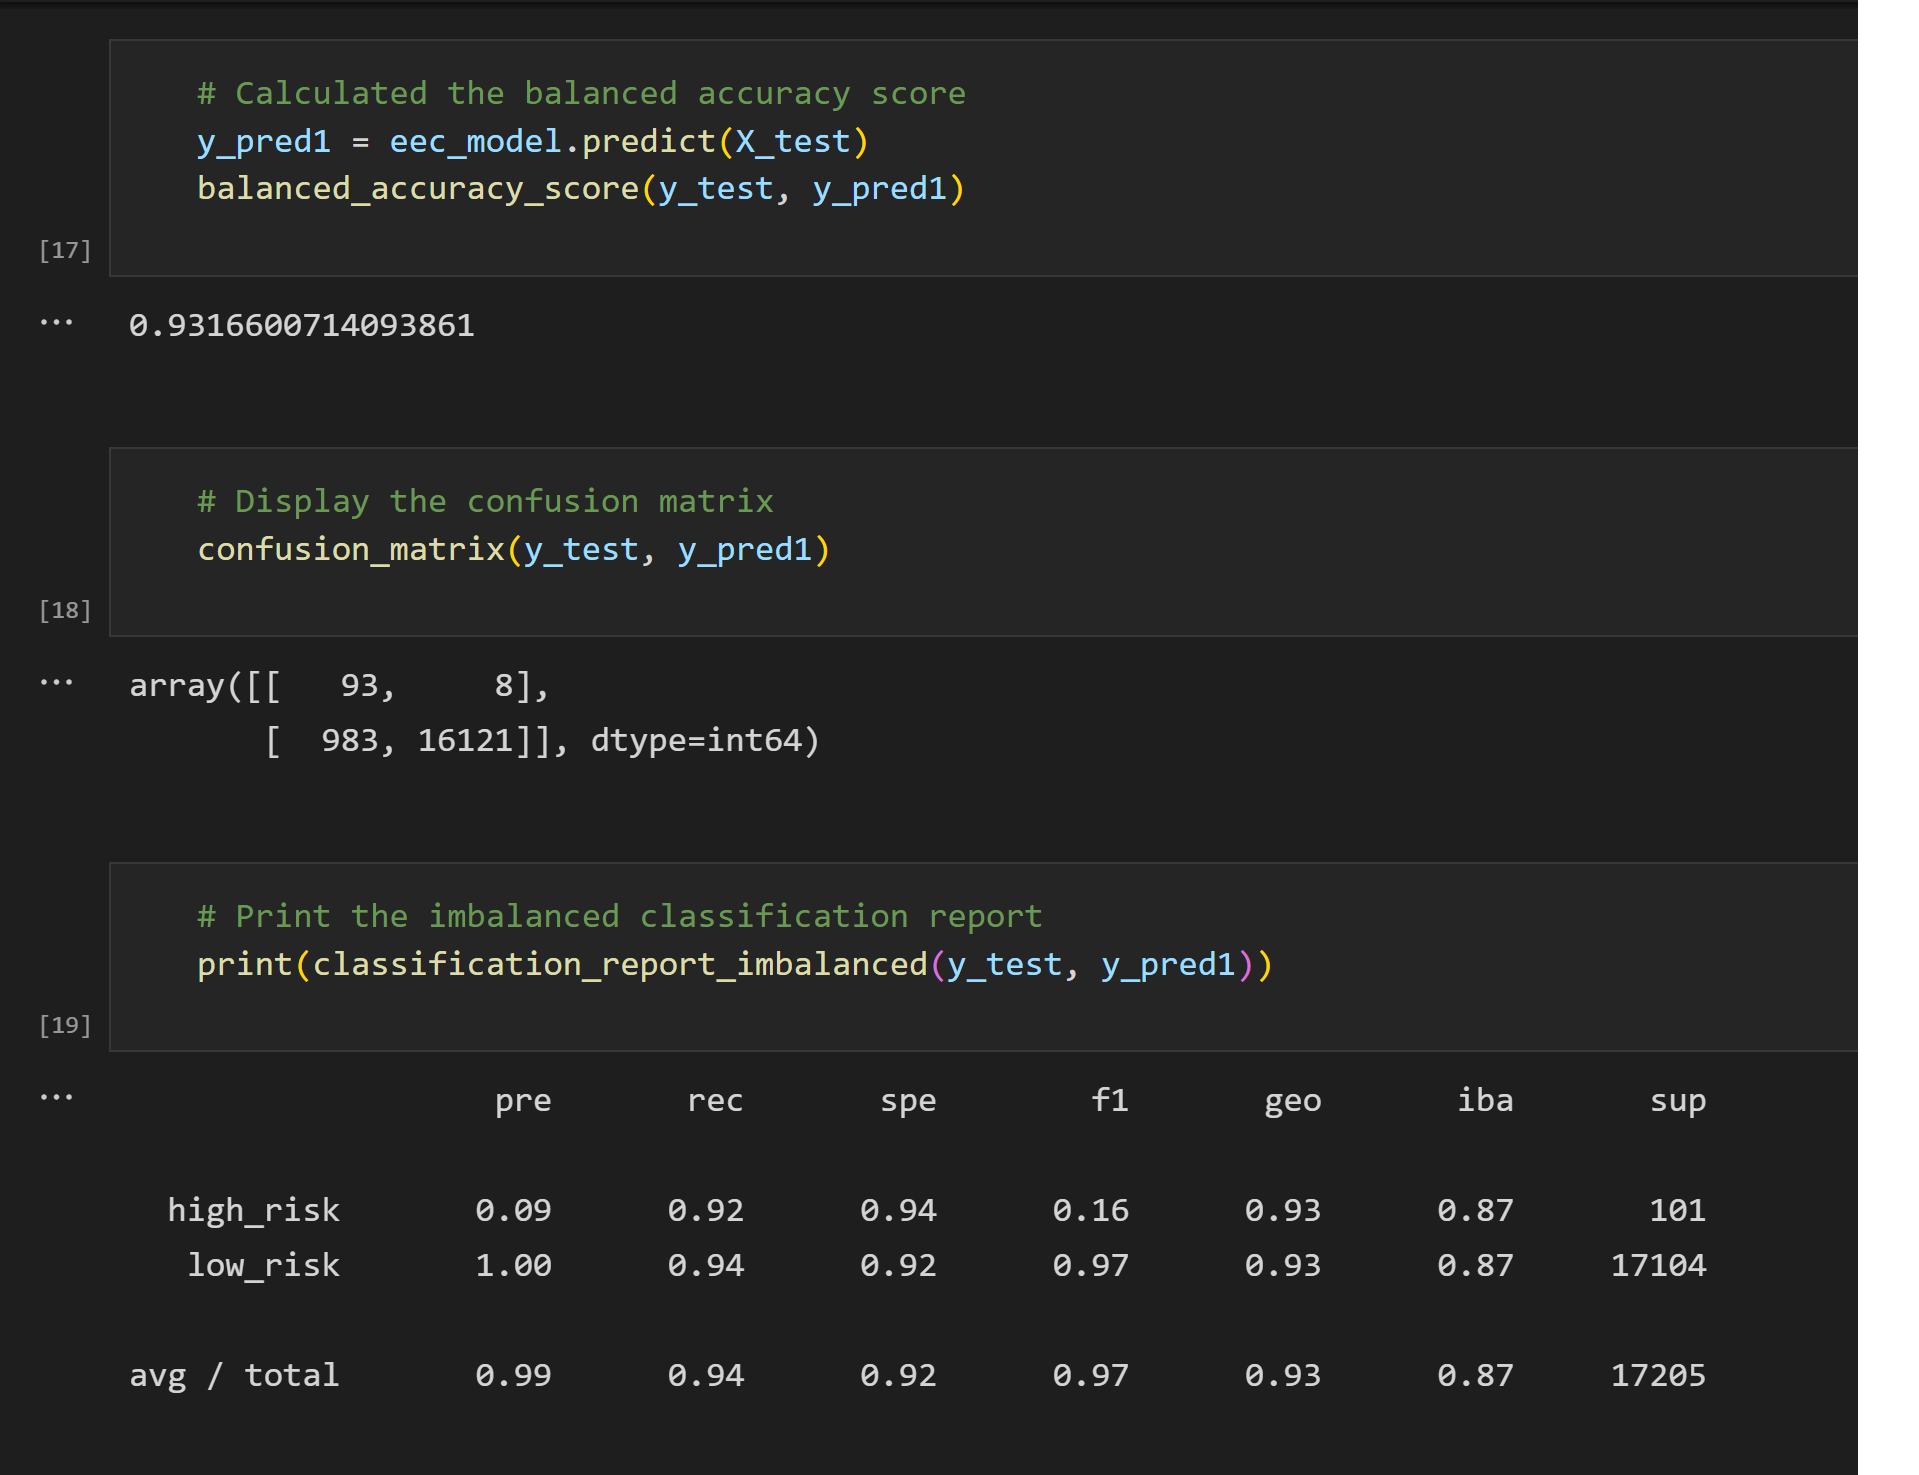 # Calculated the balanced accuracy score
y_pred1 = eec_model.predict(X_test)
balanced_accuracy_score(y_test, y_pred1)
[17]
... 0.9316600714093861
# Display the confusion matrix
confusion_matrix(y_test, y_pred1)
[18]
... array([[   93,     8],
       [  983, 16121]], dtype=int64)
# Print the imbalanced classification report
print(classification_report_imbalanced(y_test, y_pred1))
[19]
... pre rec spe f1 geo iba sup
high_risk 0.09 0.92 0.94 0.16 0.93 0.87 101
low_risk 1.00 0.94 0.92 0.97 0.93 0.87 17104
avg / total 0.99 0.94 0.92 0.97 0.93 0.87 17205